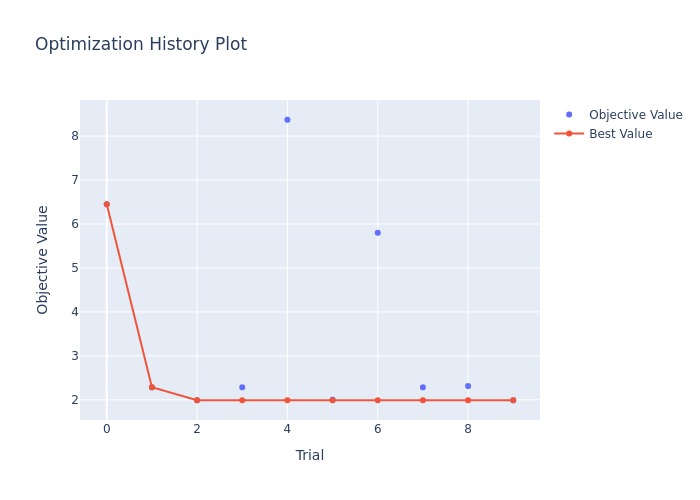 Optimization History Plot
Objective Value
Best Value
8
7
6
5
4
3
2
Objective Value
0 2 4 6 8
Trial